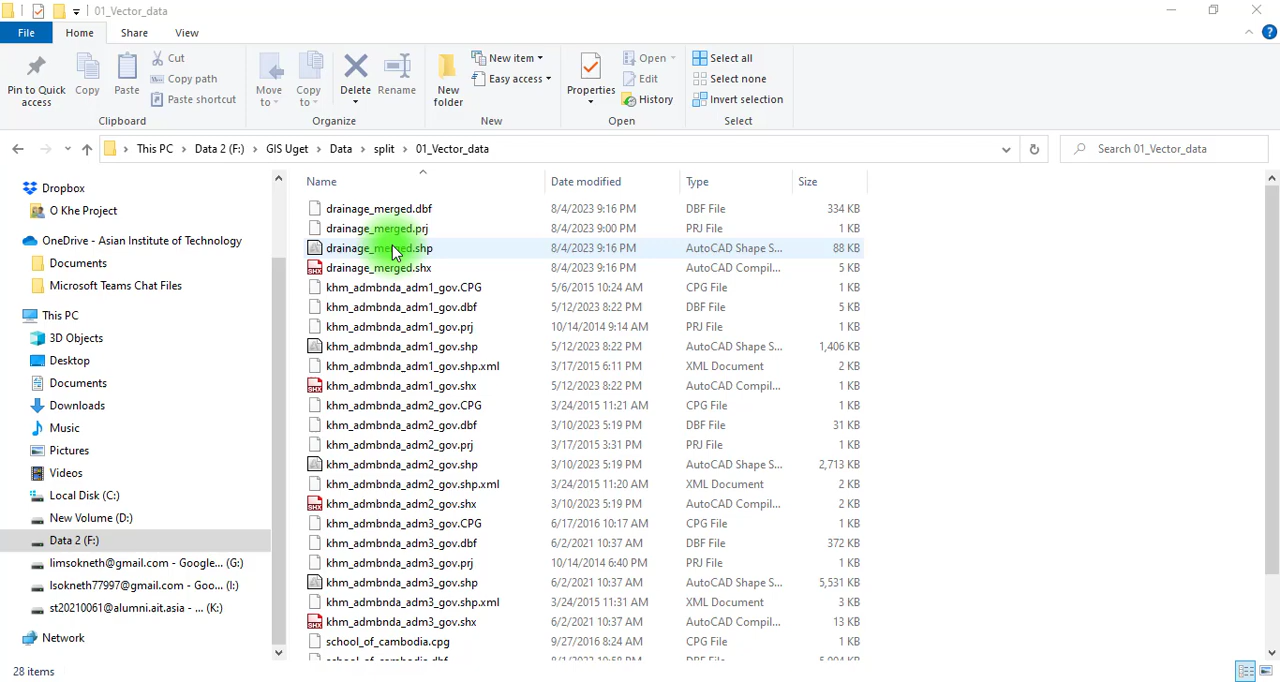 01_Vector_data
File Home Share View
Pin to Quick access
Copy
Paste
Cut
Copy path
Paste shortcut
Clipboard
Move to
Copy to
Delete
Rename
Organize
New folder
New item
Easy access
New
Properties
Open
Edit
History
Open
Select all
Select none
Invert selection
Select
This PC > Data 2 (F:) > GIS Uget > Data > split > 01_Vector_data
Search 01_Vector_data
Dropbox
O Khe Project
OneDrive - Asian Institute of Technology
Documents
Microsoft Teams Chat Files
This PC
3D Objects
Desktop
Documents
Downloads
Music
Pictures
Videos
Local Disk (C:)
New Volume (D:)
Data 2 (F:)
limsokneth@gmail.com - Google... (G:)
lsokneth77997@gmail.com - Goo... (I:)
st20210061@alumni.ait.asia - ... (K:)
Network
Name Date modified Type Size
drainage_merged.dbf 8/4/2023 9:16 PM DBF File 334 KB
drainage_merged.prj 8/4/2023 9:00 PM PRJ File 1 KB
drainage_merged.shp 8/4/2023 9:16 PM AutoCAD Shape S... 88 KB
drainage_merged.shx 8/4/2023 9:16 PM AutoCAD Compil... 5 KB
khm_admbnda_adm1_gov.CPG 5/6/2015 10:24 AM CPG File 1 KB
khm_admbnda_adm1_gov.dbf 5/12/2023 8:22 PM DBF File 1 KB
khm_admbnda_adm1_gov.prj 10/14/2014 9:14 AM PRJ File 1 KB
khm_admbnda_adm1_gov.shp 5/12/2023 8:22 PM AutoCAD Shape S... 1,406 KB
khm_admbnda_adm1_gov.shp.xml 3/17/2015 6:11 PM XML Document 2 KB
khm_admbnda_adm1_gov.shx 5/12/2023 8:22 PM AutoCAD Compil... 1 KB
khm_admbnda_adm2_gov.CPG 3/24/2015 11:21 AM CPG File 1 KB
khm_admbnda_adm2_gov.dbf 3/10/2023 5:19 PM DBF File 31 KB
khm_admbnda_adm2_gov.prj 3/17/2015 3:31 PM PRJ File 1 KB
khm_admbnda_adm2_gov.shp 3/10/2023 5:19 PM AutoCAD Shape S... 2,713 KB
khm_admbnda_adm2_gov.shp.xml 3/24/2015 11:20 AM XML Document 2 KB
khm_admbnda_adm2_gov.shx 3/10/2023 5:19 PM AutoCAD Compil... 2 KB
khm_admbnda_adm3_gov.CPG 6/17/2016 10:17 AM CPG File 1 KB
khm_admbnda_adm3_gov.dbf 6/2/2021 10:37 AM DBF File 372 KB
khm_admbnda_adm3_gov.prj 10/14/2014 6:40 PM PRJ File 1 KB
khm_admbnda_adm3_gov.shp 6/2/2021 10:37 AM AutoCAD Shape S... 5,531 KB
khm_admbnda_adm3_gov.shp.xml 3/24/2015 11:31 AM XML Document 3 KB
khm_admbnda_adm3_gov.shx 6/2/2021 10:37 AM AutoCAD Compil... 13 KB
school_of_cambodia.cpg 9/27/2016 8:24 AM CPG File 1 KB
28 items